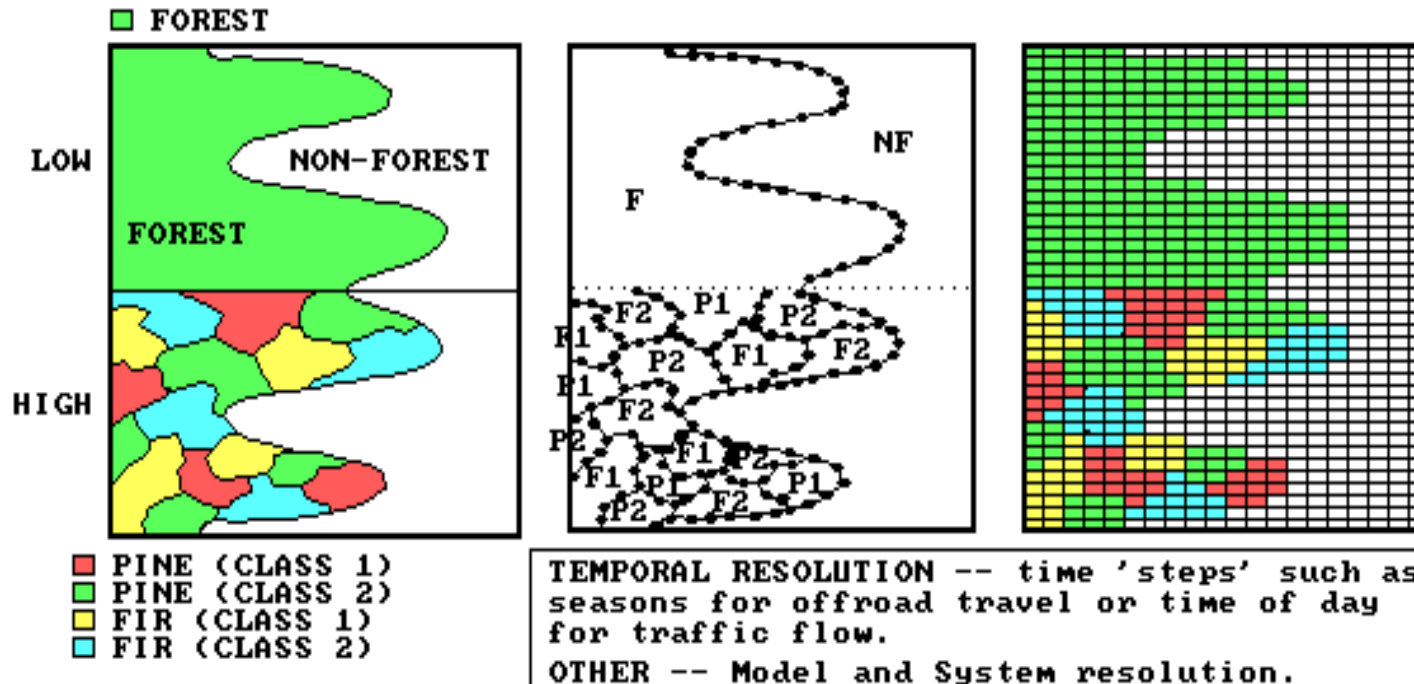 FOREST
LOW
NON-FOREST
FOREST
HIGH
NF
F
P1
F2
P2
F1
P2
F1
F2
P1
F2
P2
F1
P2
F1
P1
P1
F2
P2
PINE (CLASS 1)
PINE (CLASS 2)
FIR (CLASS 1)
FIR (CLASS 2)
TEMPORAL RESOLUTION -- time 'steps' such as
seasons for offroad travel or time of day
for traffic flow.
OTHER -- Model and System resolution.